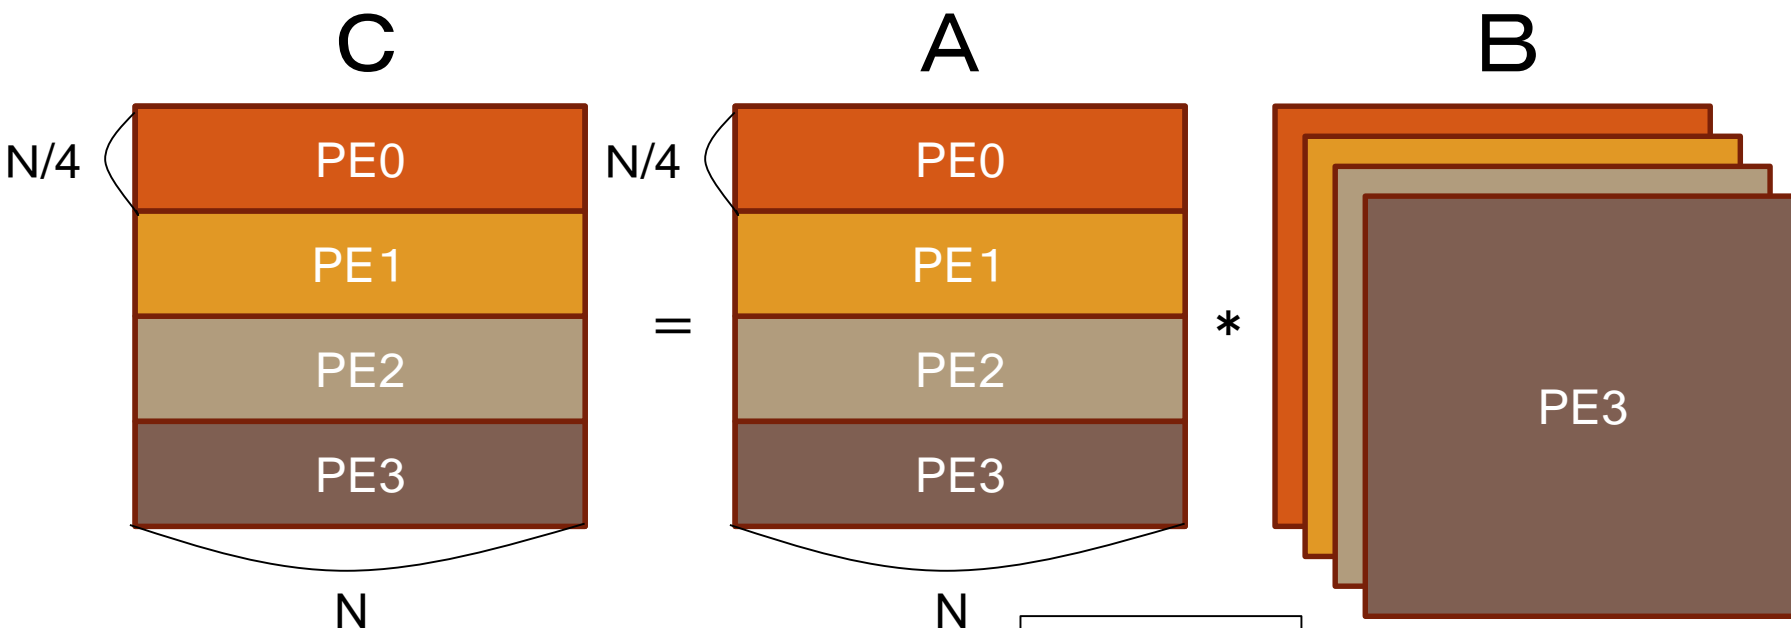 C A B
N/4 PE0 N/4 PE0
PE1 PE1
= *
PE2 PE2
PE3
PE3 PE3
N N